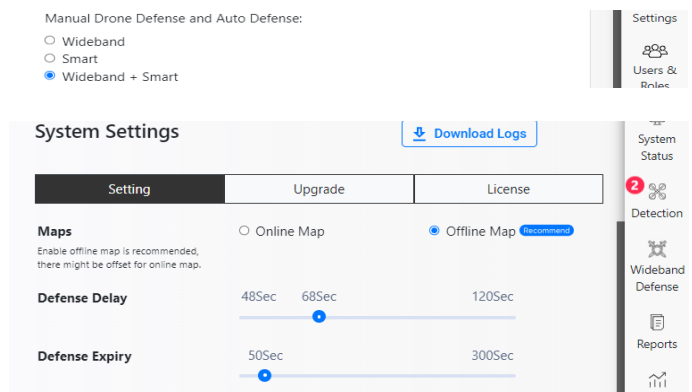 Manual Drone Defense and Auto Defense:
Wideband
Smart
Wideband + Smart
Settings
Users &
Roles
System Settings
Download Logs
Setting
Upgrade
License
Maps
Enable offline map is recommended,
there might be offset for online map.
Online Map
Offline Map
Recommend
Defense Delay
48Sec
68Sec
120Sec
Defense Expiry
50Sec
300Sec
System
Status
2
Detection
Wideband
Defense
Reports